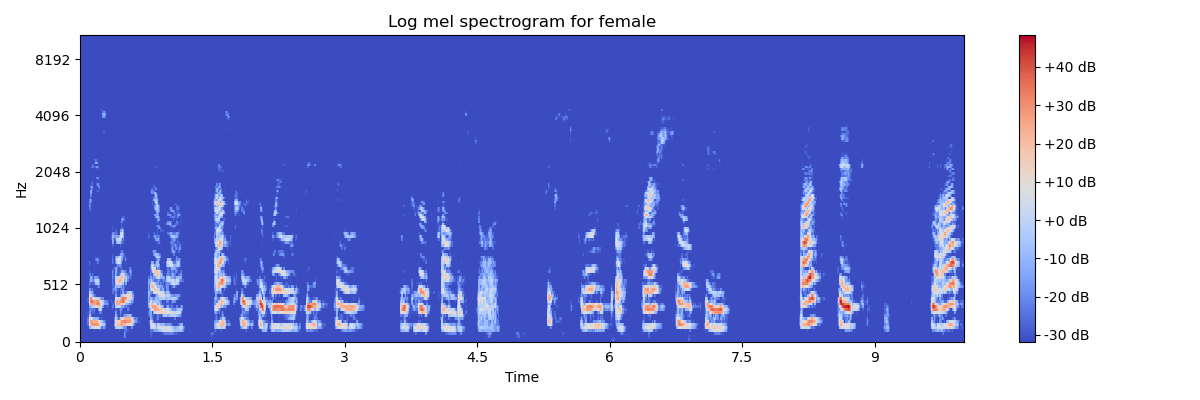 Log mel spectrogram for female
8192
4096
2048
1024
512
0
Hz
0 1.5 3 4.5 6 7.5 9
Time
+40 dB
+30 dB
+20 dB
+10 dB
+0 dB
-10 dB
-20 dB
-30 dB